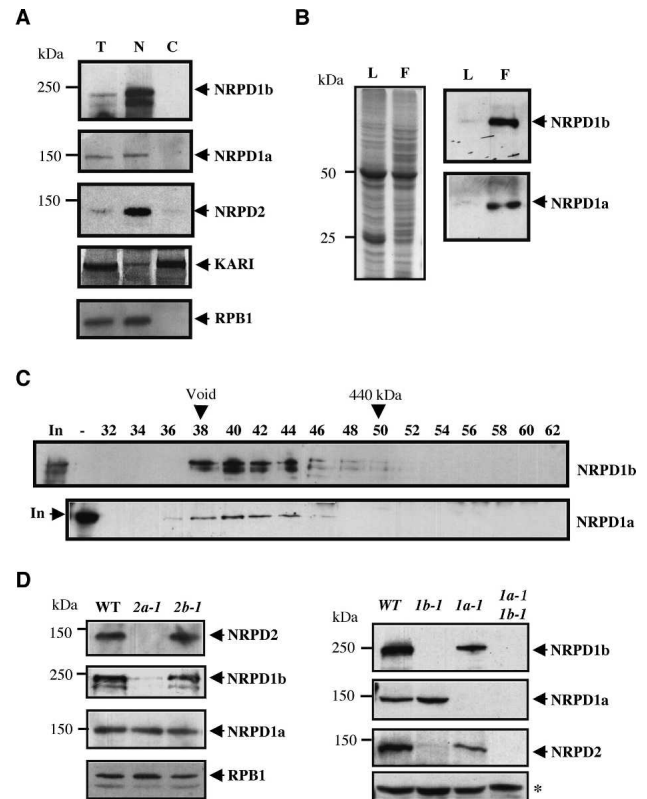 A
kDa T N C
250 NRPD1b
150 NRPD1a
150 NRPD2
KARI
RPB1
B
kDa L F L F
NRPD1b
50
NRPD1a
25
C
Void 440 kDa
In - 32 34 36 38 40 42 44 46 48 50 52 54 56 58 60 62
NRPD1b
In NRPD1a
D
kDa WT 2a-1 2b-1
150 NRPD2
250 NRPD1b
150 NRPD1a
RPB1
kDa WT 1b-1 1a-1 1a-1 1b-1
250 NRPD1b
150 NRPD1a
150 NRPD2
*